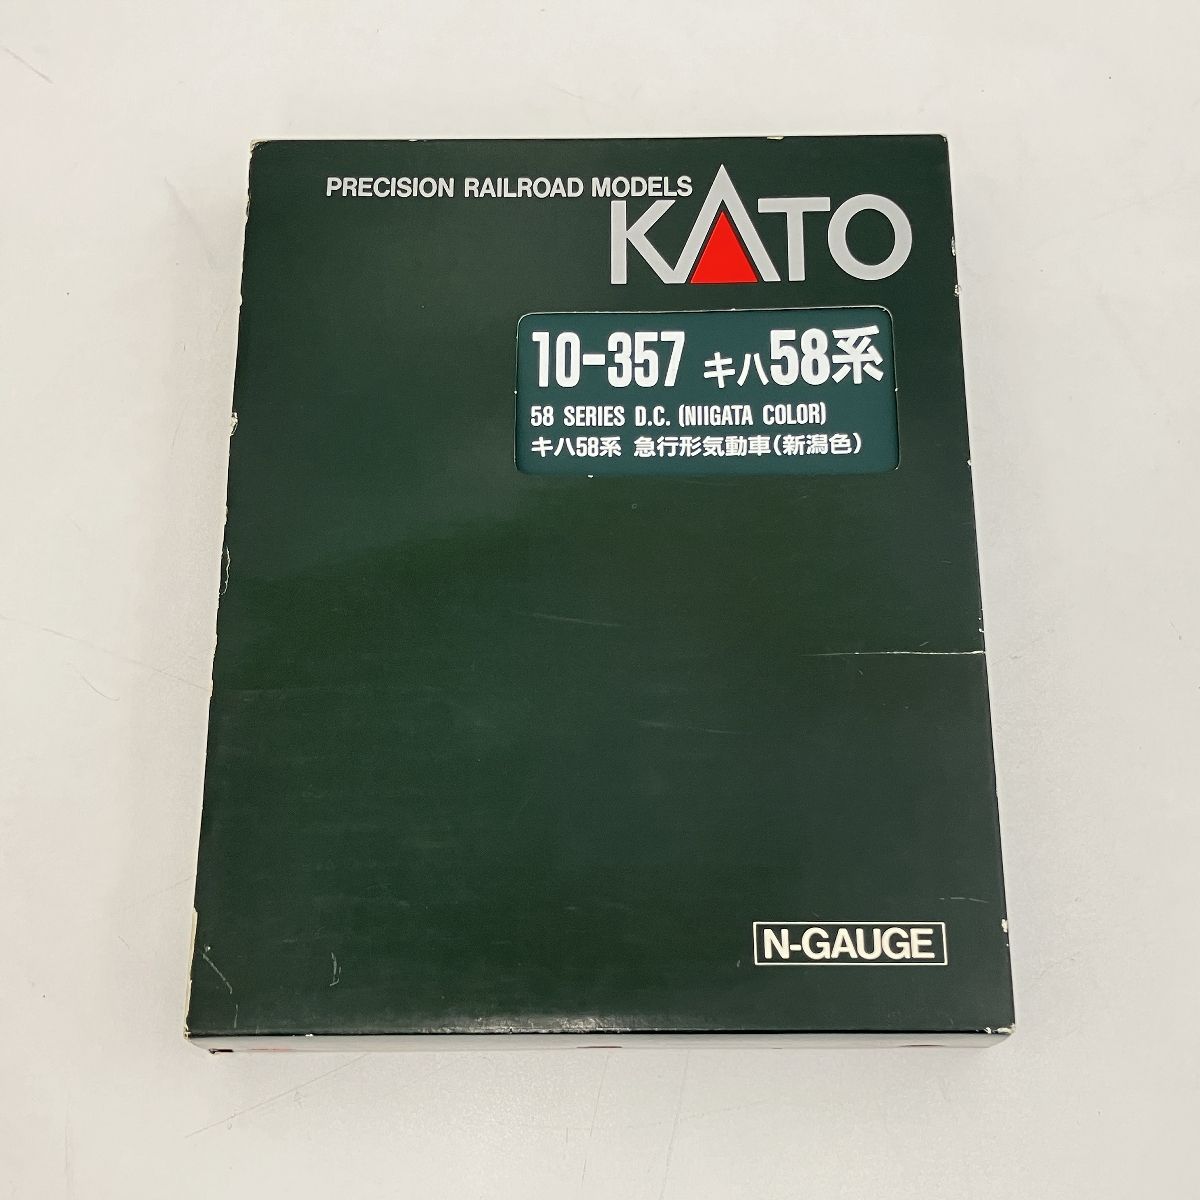 PRECISION RAILROAD MODELS
KATO
10-357 キハ58系
58 SERIES D.C. (NIIGATA COLOR)
キハ58系 急行形気動車(新潟色)
N-GAUGE